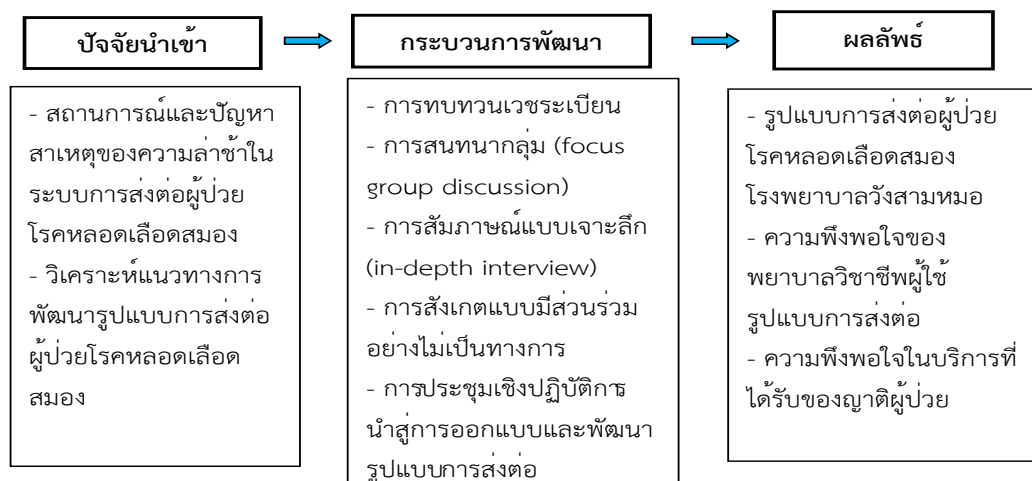 ปัจจัยนำเข้า
กระบวนการพัฒนา
ผลลัพธ์
- สถานการณ์และปัญหา
สาเหตุของความล่าช้าใน
ระบบการส่งต่อผู้ป่วย
โรคหลอดเลือดสมอง
- วิเคราะห์แนวทางการ
พัฒนารูปแบบการส่งต่อ
ผู้ป่วยโรคหลอดเลือด
สมอง
- การทบทวนเวชระเบียน
- การสนทนากลุ่ม (focus
group discussion)
- การสัมภาษณ์แบบเจาะลึก
(in-depth interview)
- การสังเกตแบบมีส่วนร่วม
อย่างไม่เป็นทางการ
- การประชุมเชิงปฏิบัติการ
นำสู่การออกแบบและพัฒนา
รูปแบบการส่งต่อ
- รูปแบบการส่งต่อผู้ป่วย
โรคหลอดเลือดสมอง
โรงพยาบาลวังสามหมอ
- ความพึงพอใจของ
พยาบาลวิชาชีพผู้ใช้
รูปแบบการส่งต่อ
- ความพึงพอใจในบริการที่
ได้รับของญาติผู้ป่วย